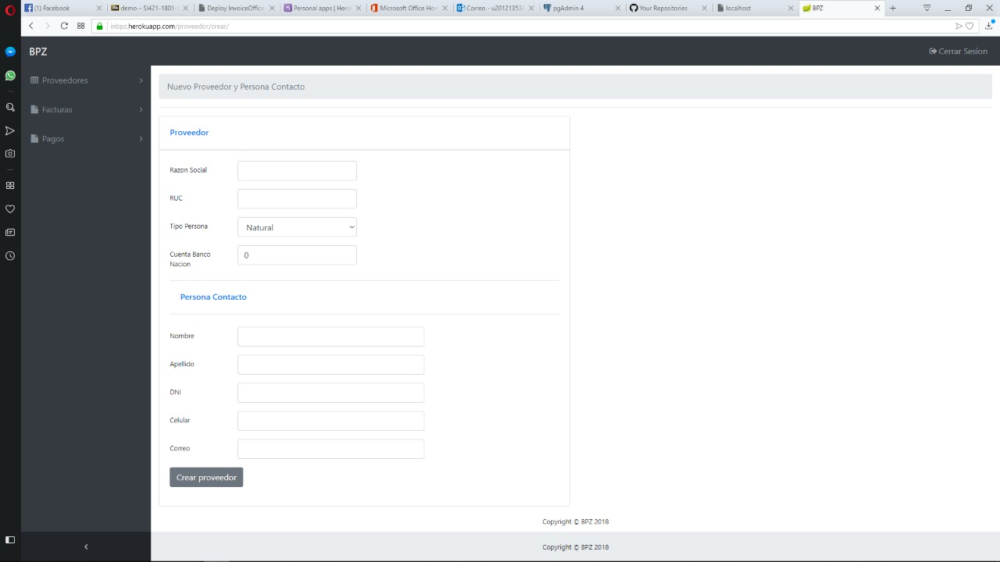 (1) Facebook
demo – SI421-1801-
Deploy InvoiceOffice
Personal apps | Hero
Microsoft Office Hom
Correo - u201213538
pgAdmin 4
Your Repositories
localhost
BPZ
inbpz.herokuapp.com/proveedor/crear/
BPZ
Cerrar Sesion
Proveedores
Facturas
Pagos
Nuevo Proveedor y Persona Contacto
Proveedor
Razon Social
RUC
Tipo Persona
Natural
Cuenta Banco
Nacion
0
Persona Contacto
Nombre
Apellido
DNI
Celular
Correo
Crear proveedor
Copyright © BPZ 2018
Copyright © BPZ 2018